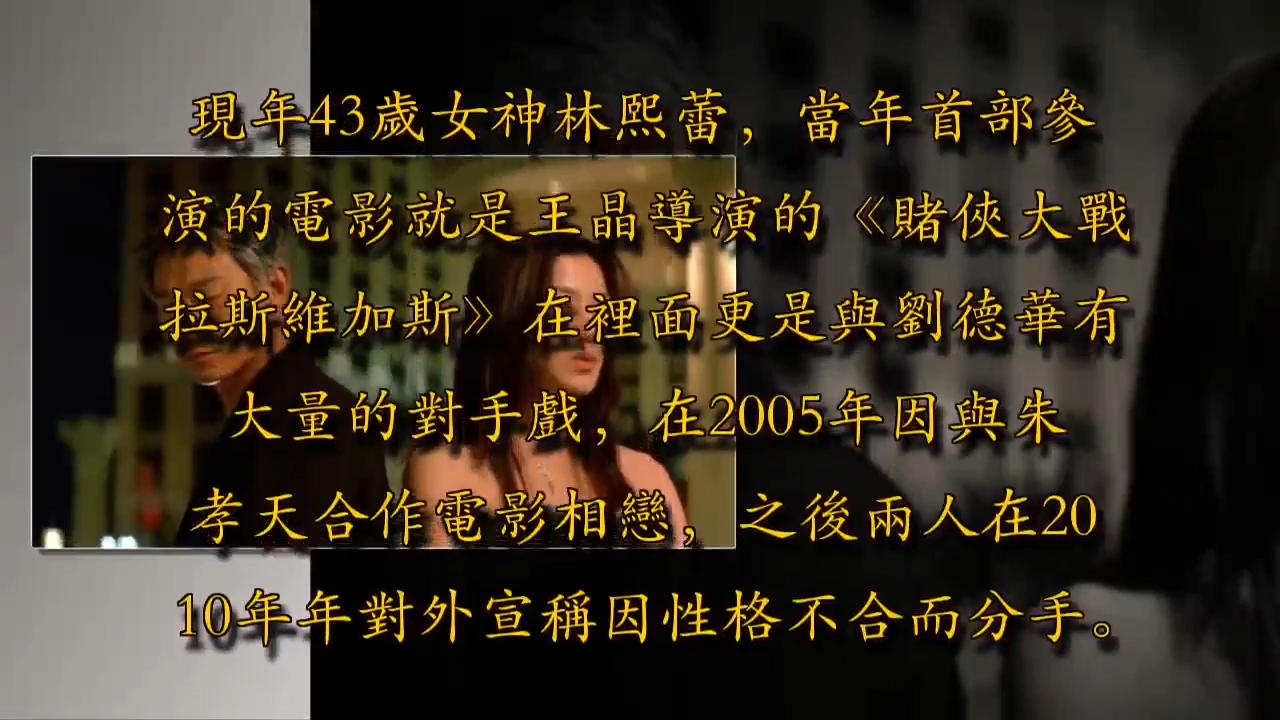 現年43歲女神林熙蕾，當年首部參
演的電影就是王晶導演的《賭俠大戰
拉斯維加斯》在裡面更是與劉德華有
大量的對手戲，在2005年因與朱
孝天合作電影相戀，之後兩人在20
10年年對外宣稱因性格不合而分手。